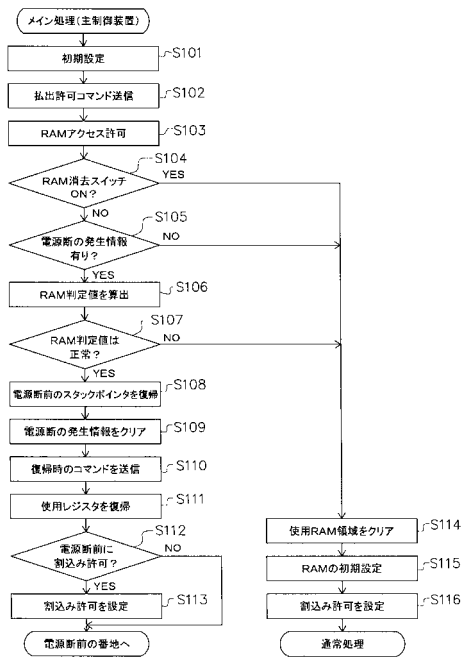 メイン処理(主制御装置)
初期設定
S101
払出許可コマンド送信
S102
RAMアクセス許可
S103
S104
RAM消去スイッチ
ON?
YES
NO
S105
電源断の発生情報
有り?
NO
YES
RAM判定値を算出
S106
S107
RAM判定値は
正常?
NO
YES
電源断前のスタックポインタを復帰
S108
電源断の発生情報をクリア
S109
復帰時のコマンドを送信
S110
使用レジスタを復帰
S111
S112
電源断前に
割込み許可?
NO
YES
割込み許可を設定
S113
電源断前の番地へ
使用RAM領域をクリア
S114
RAMの初期設定
S115
割込み許可を設定
S116
通常処理